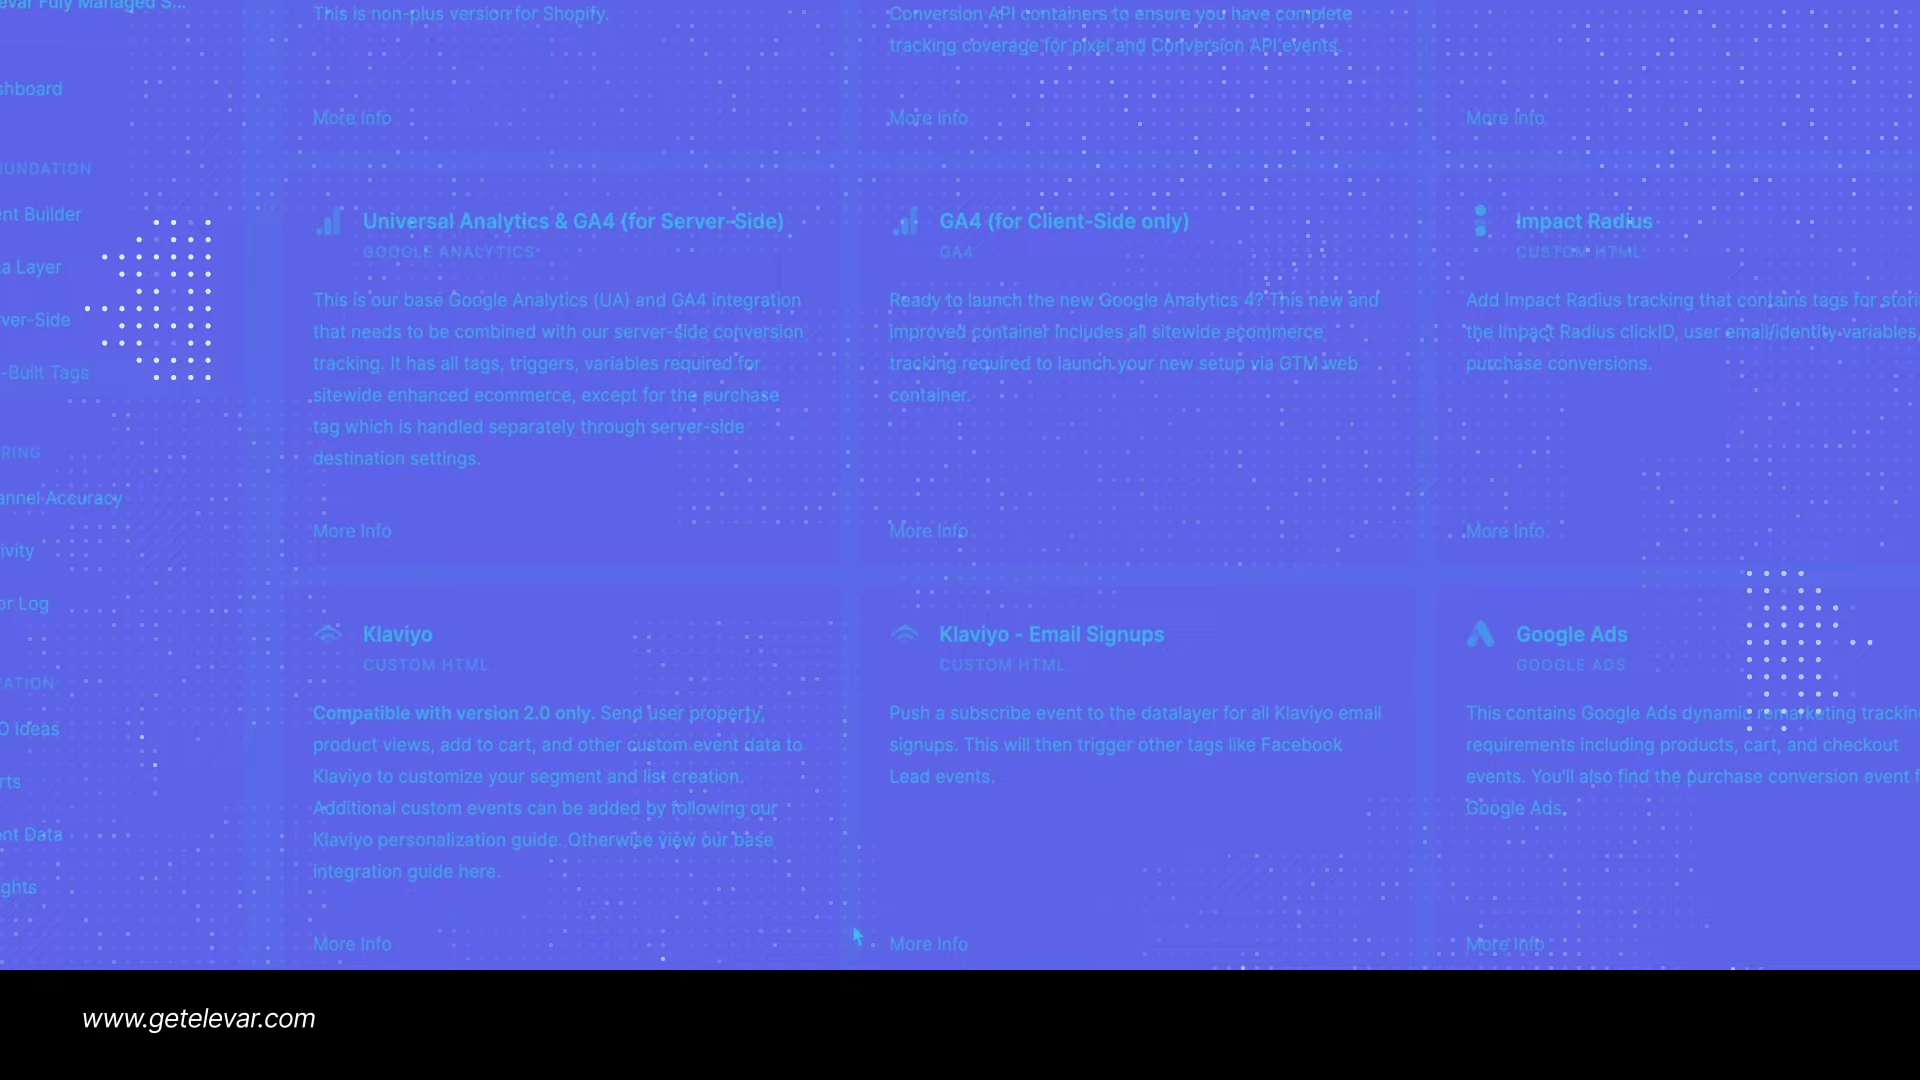 This is non-plus version for Shopify.
Conversion API containers to ensure you have complete
tracking coverage for pixel and Conversion API events.
More Info
More Info
More Info
Universal Analytics & GA4 (for Server-Side)
GOOGLE ANALYTICS
This is our base Google Analytics (UA) and GA4 integration
that needs to be combined with our server-side conversion
tracking. It has all tags, triggers, variables required for
sitewide enhanced ecommerce, except for the purchase
tag which is handled separately through server-side
destination settings.
More Info
GA4 (for Client-Side only)
GA4
Ready to launch the new Google Analytics 4? This new and
improved container includes all sitewide ecommerce
tracking required to launch your new setup via GTM web
container.
More Info
Impact Radius
CUSTOM HTML
Add Impact Radius tracking that contains tags for
the Impact Radius clickID, user email/identity variables,
purchase conversions.
More Info
Klaviyo
CUSTOM HTML
Compatible with version 2.0 only. Send user property,
product views, add to cart, and other custom event data to
Klaviyo to customize your segment and list creation.
Additional custom events can be added by following our
Klaviyo personalization guide. Otherwise view our base
integration guide here.
More Info
Klaviyo - Email Signups
CUSTOM HTML
Push a subscribe event to the datalayer for all Klaviyo email
signups. This will then trigger other tags like Facebook
Lead events.
More Info
Google Ads
GOOGLE ADS
This contains Google Ads dynamic remarketing
requirements including products, cart, and checkout
events. You'll also find the purchase conversion event
Google Ads.
More Info
Fully Managed
Builder
Layer
-Side
-Built Tags
Accuracy
Log
Ideas
Data
www.getelevar.com